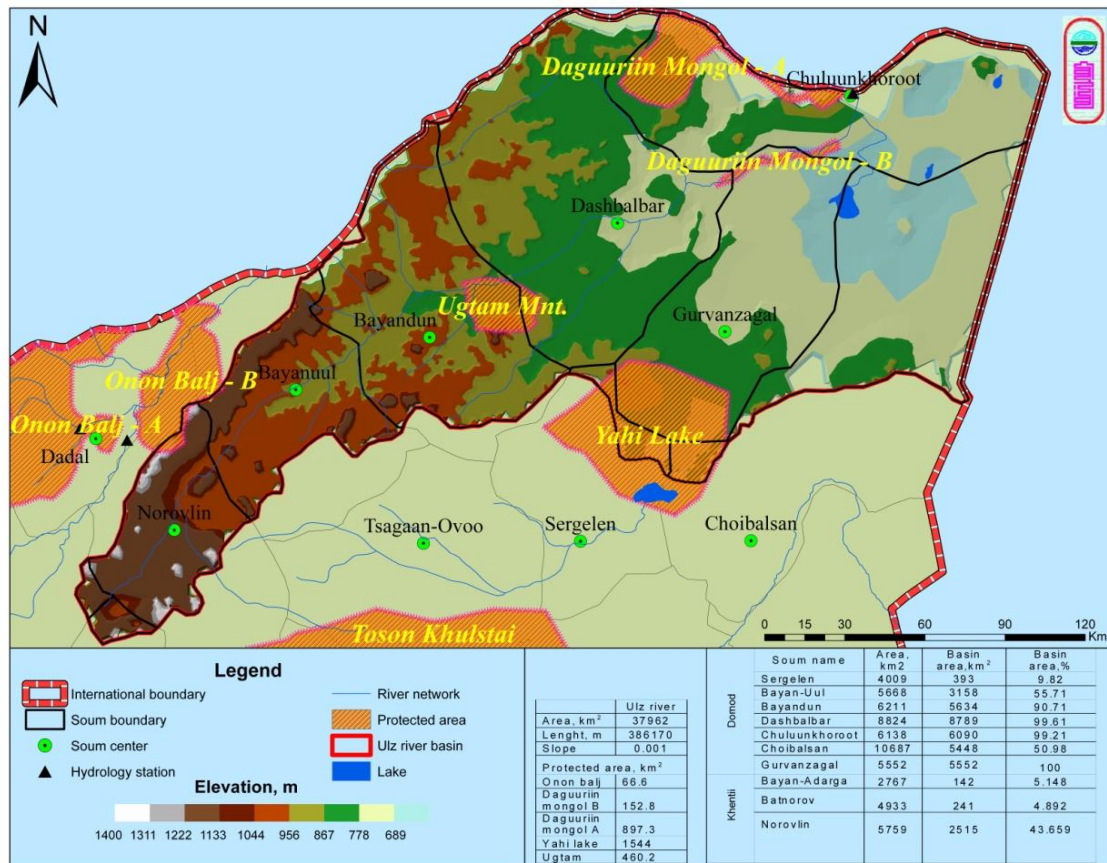 N
Daguuriin Mongol - A
Chuluunkhoroot
Daguuriin Mongol - B
Dashbalbar
Ugtam Mnt.
Gurvanzagal
Bayandun
Onon Balj - B
Bayanuul
Onon Balj - A
Dadal
Yahi Lake
Norovlin
Tsagaan-Ovoo
Sergelen
Choibalsan
Toson Khulstai
0 15 30 60 90 120
Km
Legend
International boundary
Soum boundary
Soum center
Hydrology station
River network
Protected area
Ulz river basin
Lake
Elevation, m
1400 1311 1222 1133 1044 956 867 778 689
Ulz river
Area, km² 37962
Lenght, m 386170
Slope 0.001
Protected area, km²
Onon balj 66.6
Daguuriin
mongol B 152.8
Daguuriin
mongol A 897.3
Yahi lake 1544
Ugtam 460.2
Soum name Area, km2 Basin area,km² Basin area,%
Domod
Sergelen 4009 393 9.82
Bayan-Uul 5668 3158 55.71
Bayandun 6211 5634 90.71
Dashbalbar 8824 8789 99.61
Chuluunkhoroot 6138 6090 99.21
Choibalsan 10687 5448 50.98
Gurvanzagal 5552 5552 100
Khentii
Bayan-Adarga 2767 142 5.148
Batnorov 4933 241 4.892
Norovlin 5759 2515 43.659